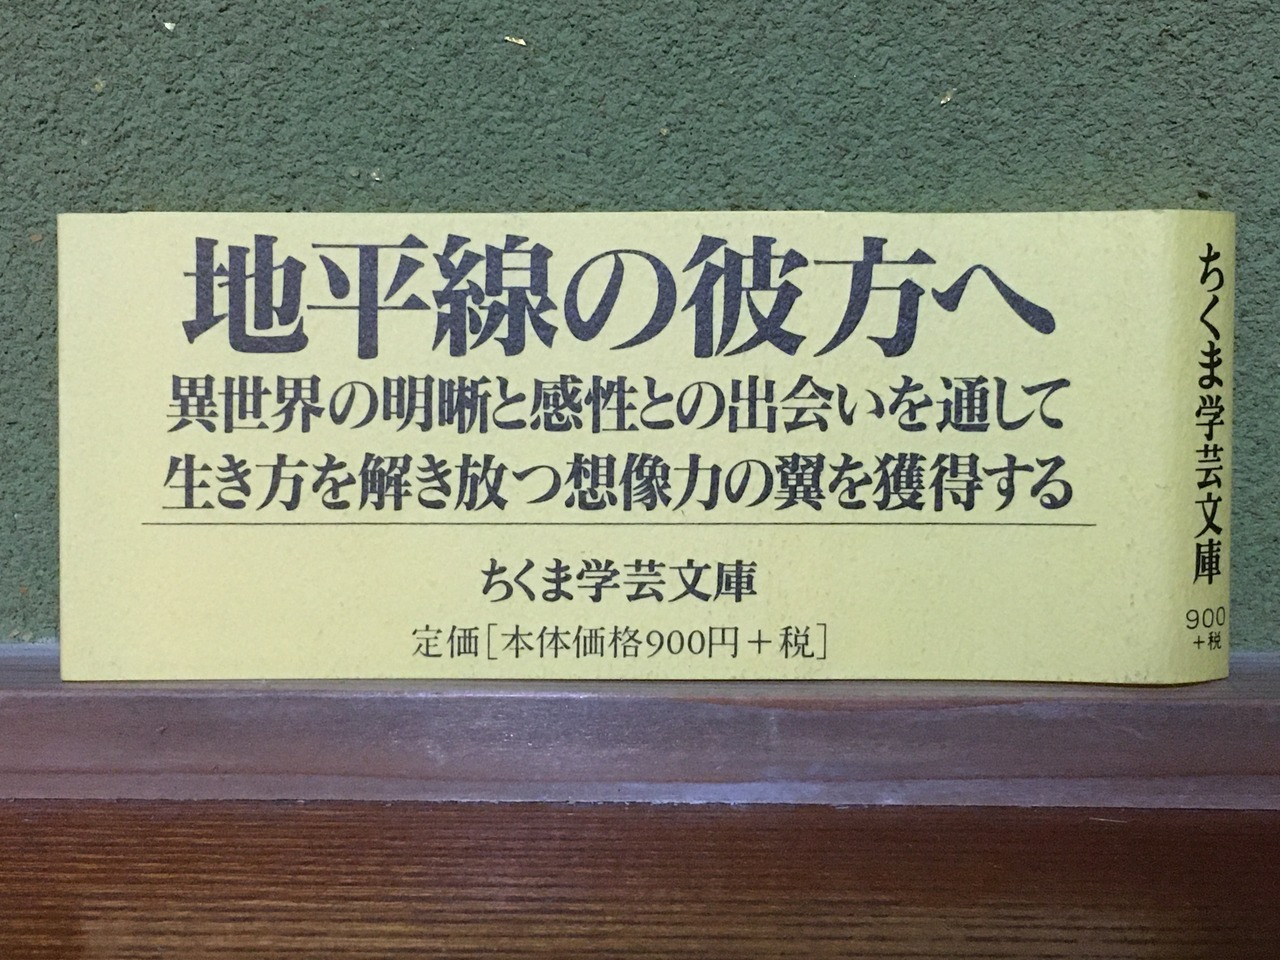 地平線の彼方へ
異世界の明晰と感性との出会いを通して
生き方を解き放つ想像力の翼を獲得する
ちくま学芸文庫
定価[本体価格900円+税]
ちくま学芸文庫
900
+税